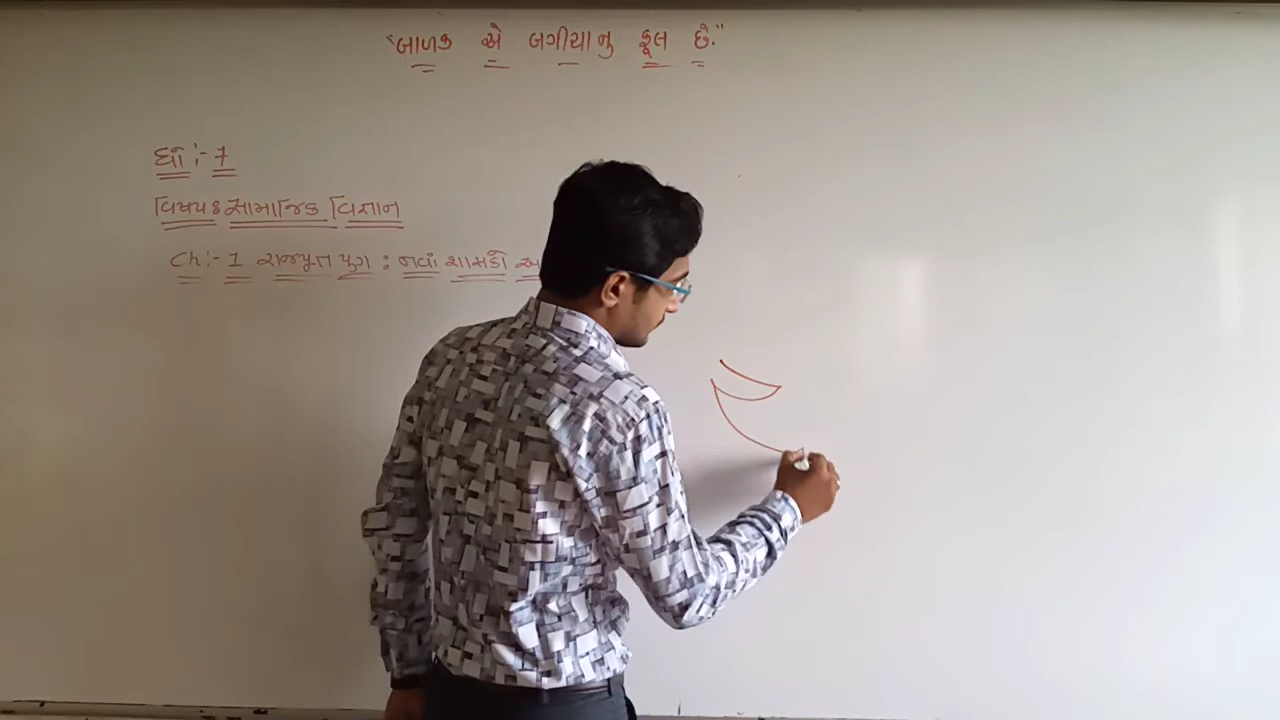 "બાળક એ બગીચાનુ ફૂલ છે."
ધો :- 7
વિષય : સામાજિક વિજ્ઞાન
Ch :- 1 રાજપૂત યુગ : નવાં શાસકો અ